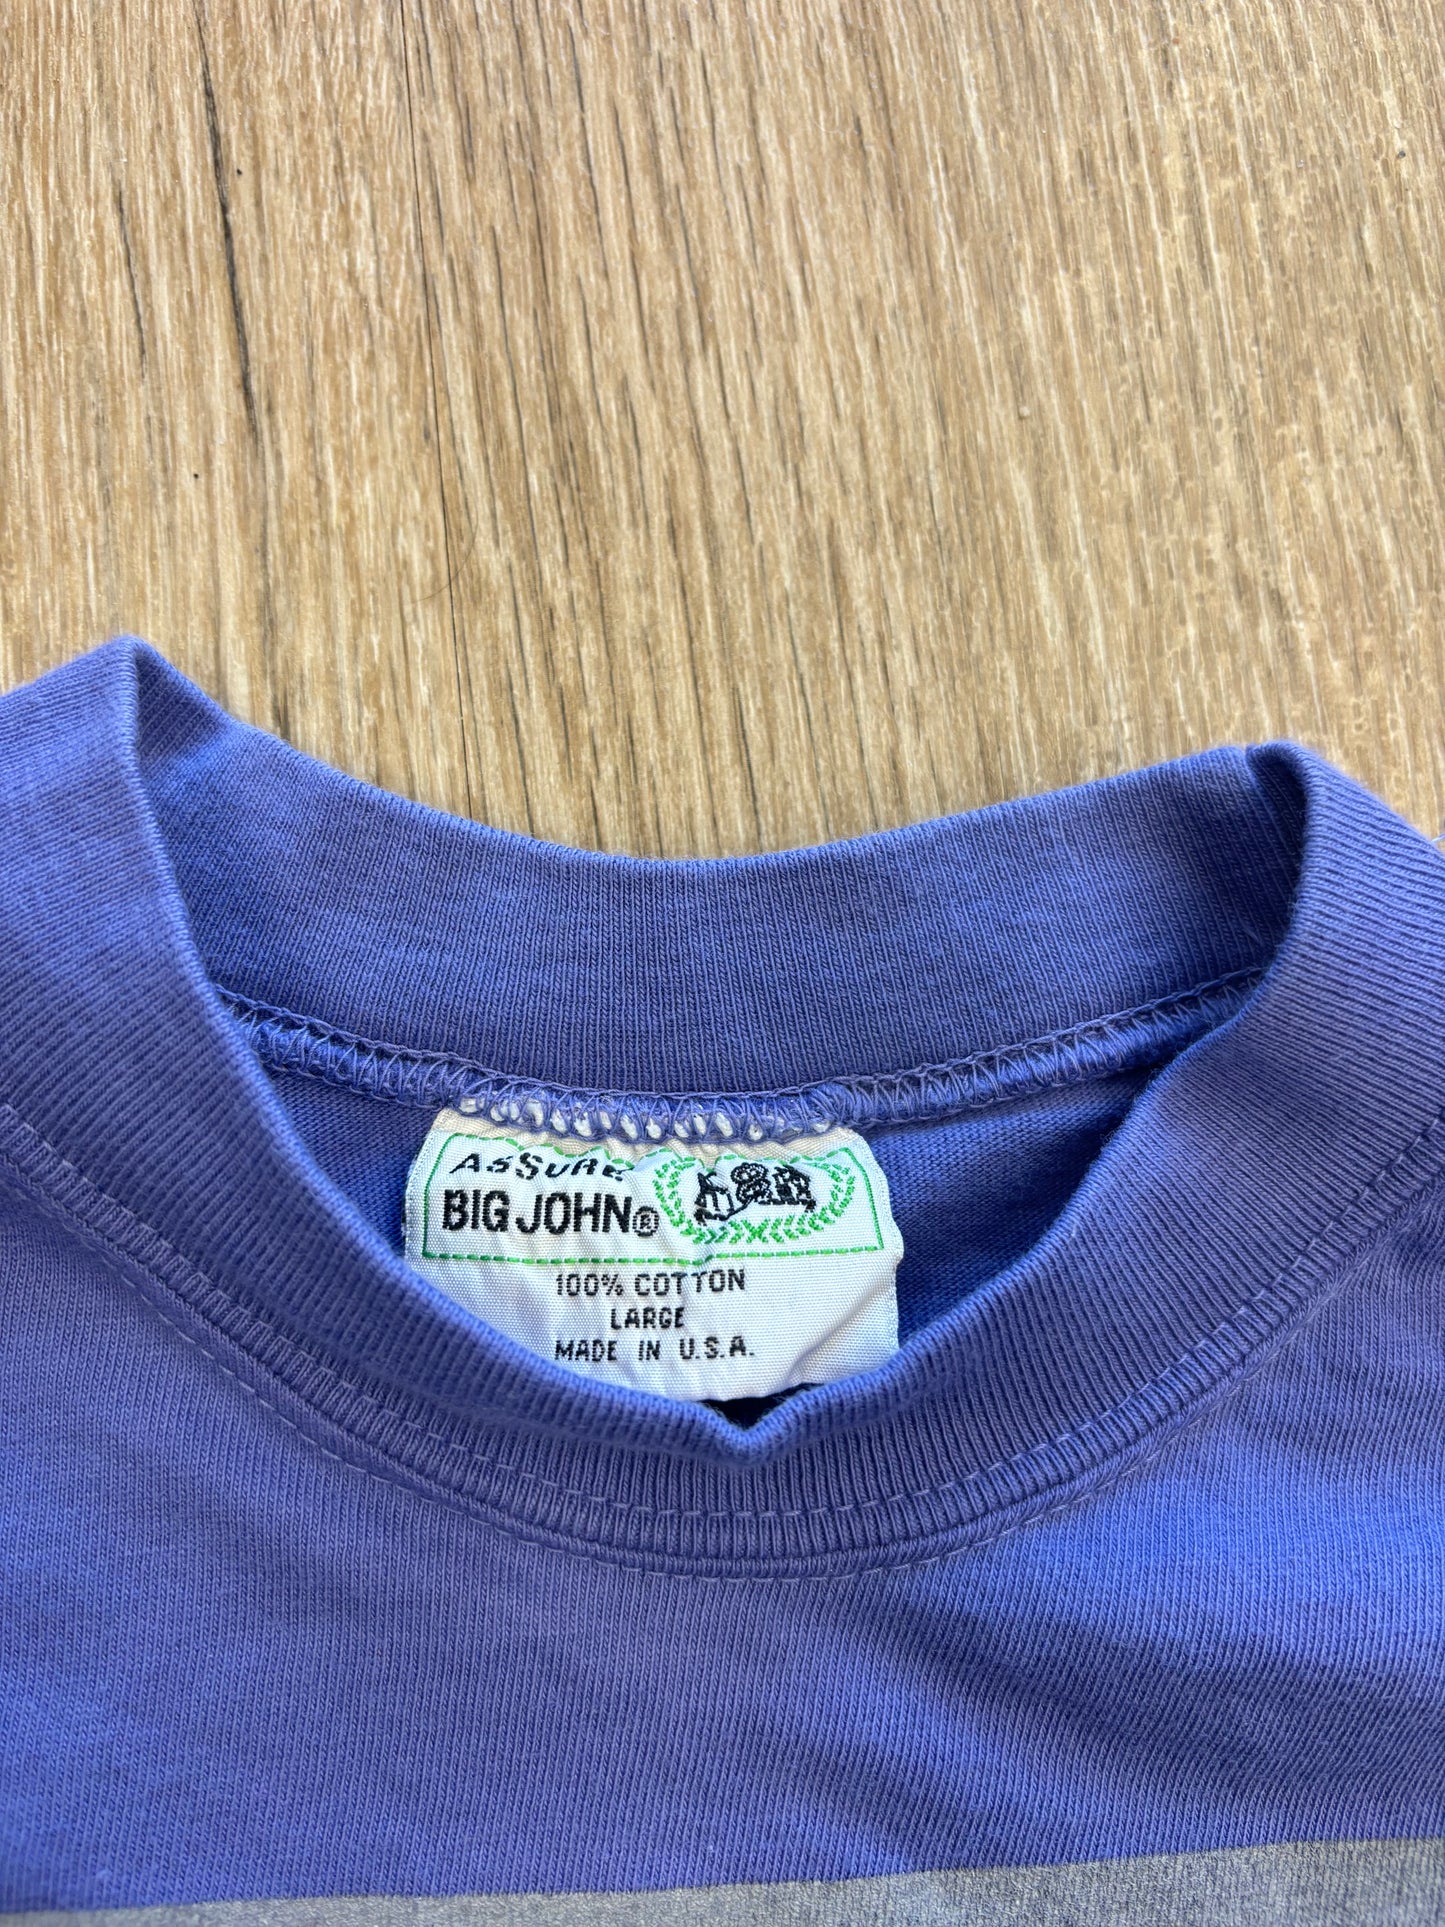 ASSURE
BIG JOHN®
100% COTTON
LARGE
MADE IN U.S.A.